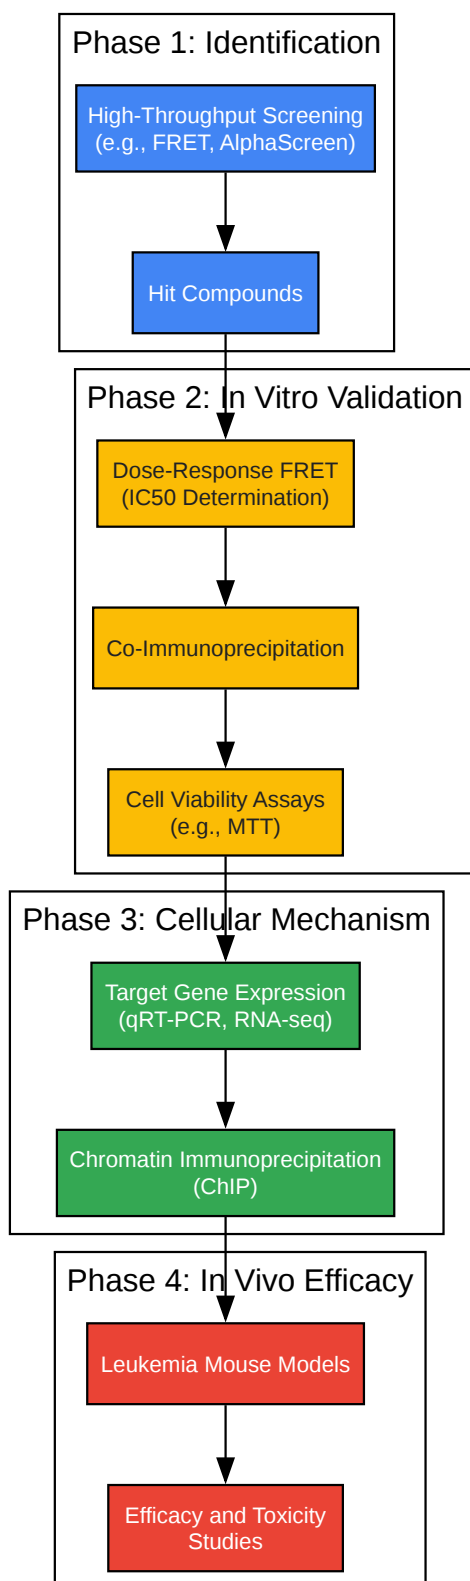 Phase 1: Identification
High-Throughput Screening
(e.g., FRET, AlphaScreen)
Hit Compounds
Phase 2: In Vitro Validation
Dose-Response FRET
(IC50 Determination)
Co-Immunoprecipitation
Cell Viability Assays
(e.g., MTT)
Phase 3: Cellular Mechanism
Target Gene Expression
(qRT-PCR, RNA-seq)
Chromatin Immunoprecipitation
(ChIP)
Phase 4: In Vivo Efficacy
Leukemia Mouse Models
Efficacy and Toxicity
Studies